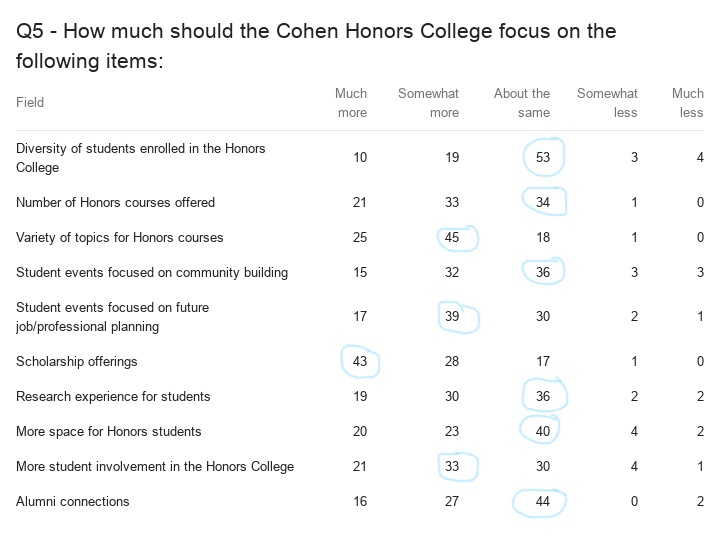 Q5 - How much should the Cohen Honors College focus on the
following items:
Field Much more Somewhat more About the same Somewhat less Much less
Diversity of students enrolled in the Honors
College 10 19 53 3 4
Number of Honors courses offered 21 33 34 1 0
Variety of topics for Honors courses 25 45 18 1 0
Student events focused on community building 15 32 36 3 3
Student events focused on future
job/professional planning 17 39 30 2 1
Scholarship offerings 43 28 17 1 0
Research experience for students 19 30 36 2 2
More space for Honors students 20 23 40 4 2
More student involvement in the Honors College 21 33 30 4 1
Alumni connections 16 27 44 0 2